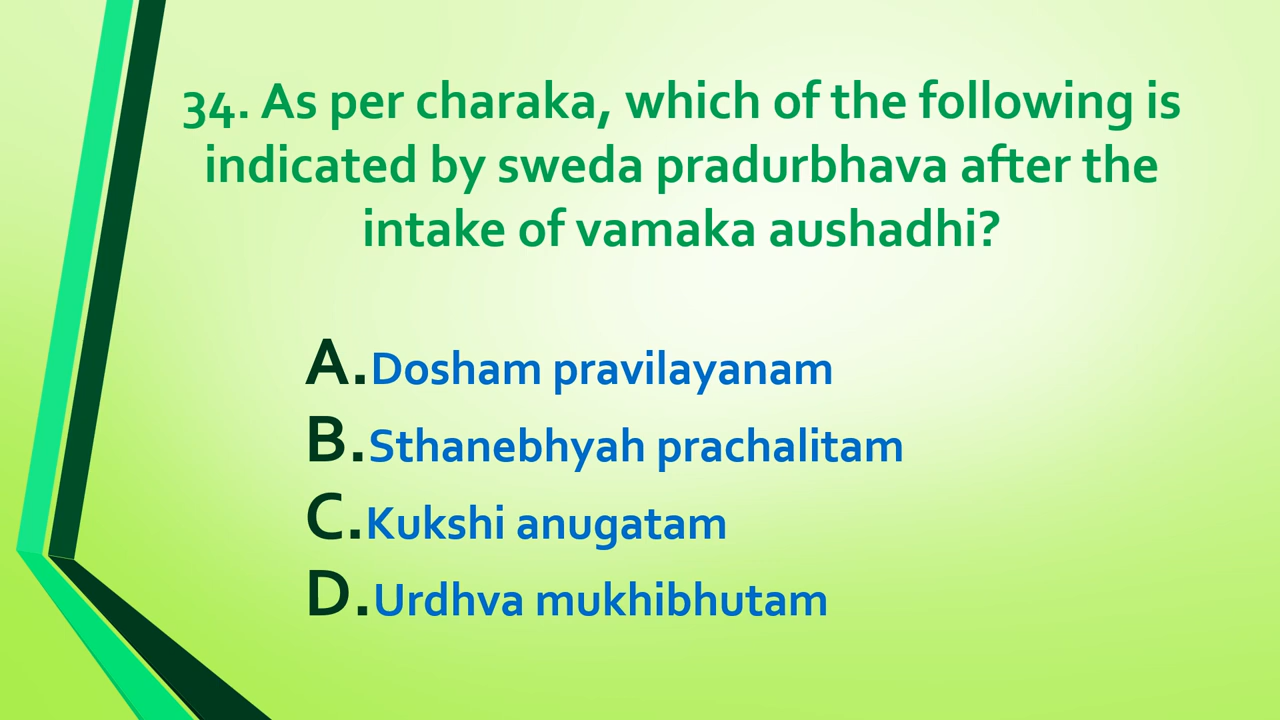 34. As per charaka, which of the following is
indicated by sweda pradurbhava after the
intake of vamaka aushadhi?
A.Dosham pravilayanam
B.Sthanebhyah prachalitam
C.Kukshi anugatam
D.Urdhva mukhibhutam